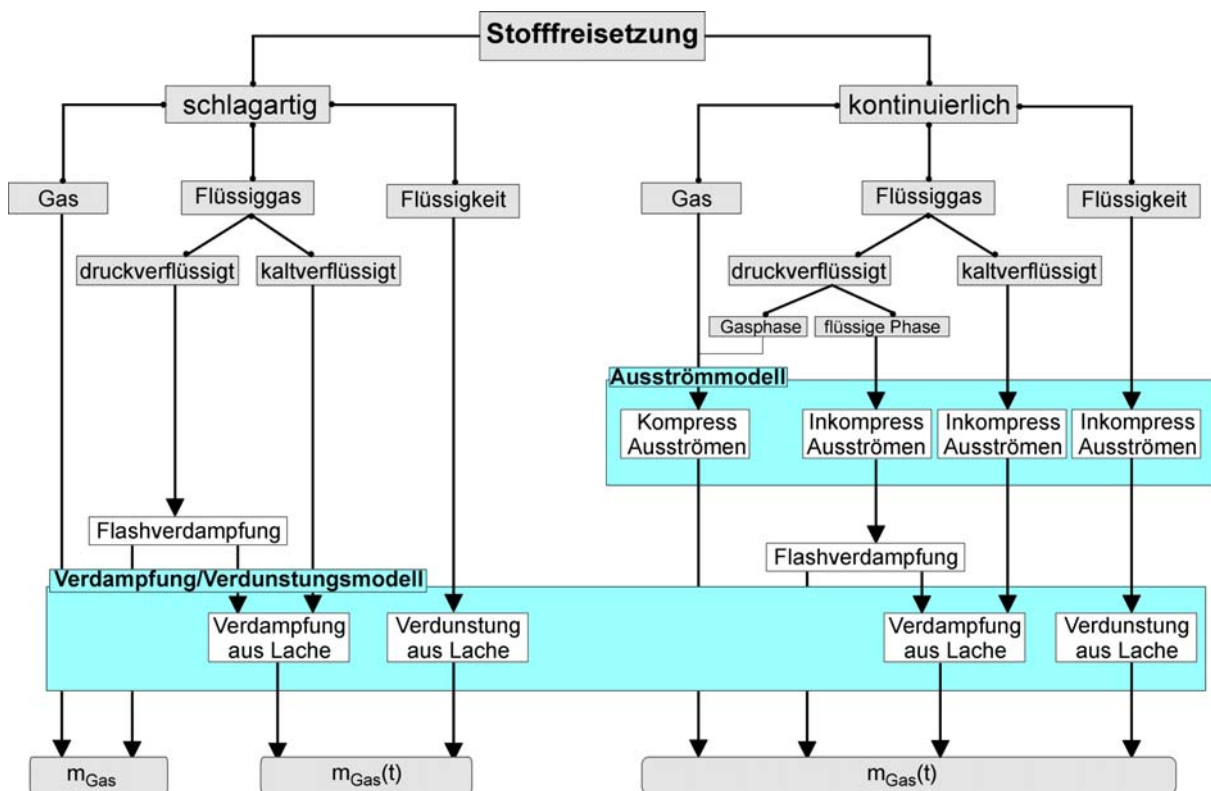 Stofffreisetzung
schlagartig
kontinuierlich
Gas
Flüssiggas
Flüssigkeit
Gas
Flüssiggas
Flüssigkeit
druckverflüssigt
kaltverflüssigt
druckverflüssigt
kaltverflüssigt
Gasphase
flüssige Phase
Ausströmmodell
Kompress
Ausströmen
Inkompress
Ausströmen
Inkompress
Ausströmen
Inkompress
Ausströmen
Flashverdampfung
Flashverdampfung
Verdampfung/Verdunstungsmodell
Verdampfung
aus Lache
Verdunstung
aus Lache
Verdampfung
aus Lache
Verdunstung
aus Lache
mGas
mGas(t)
mGas(t)